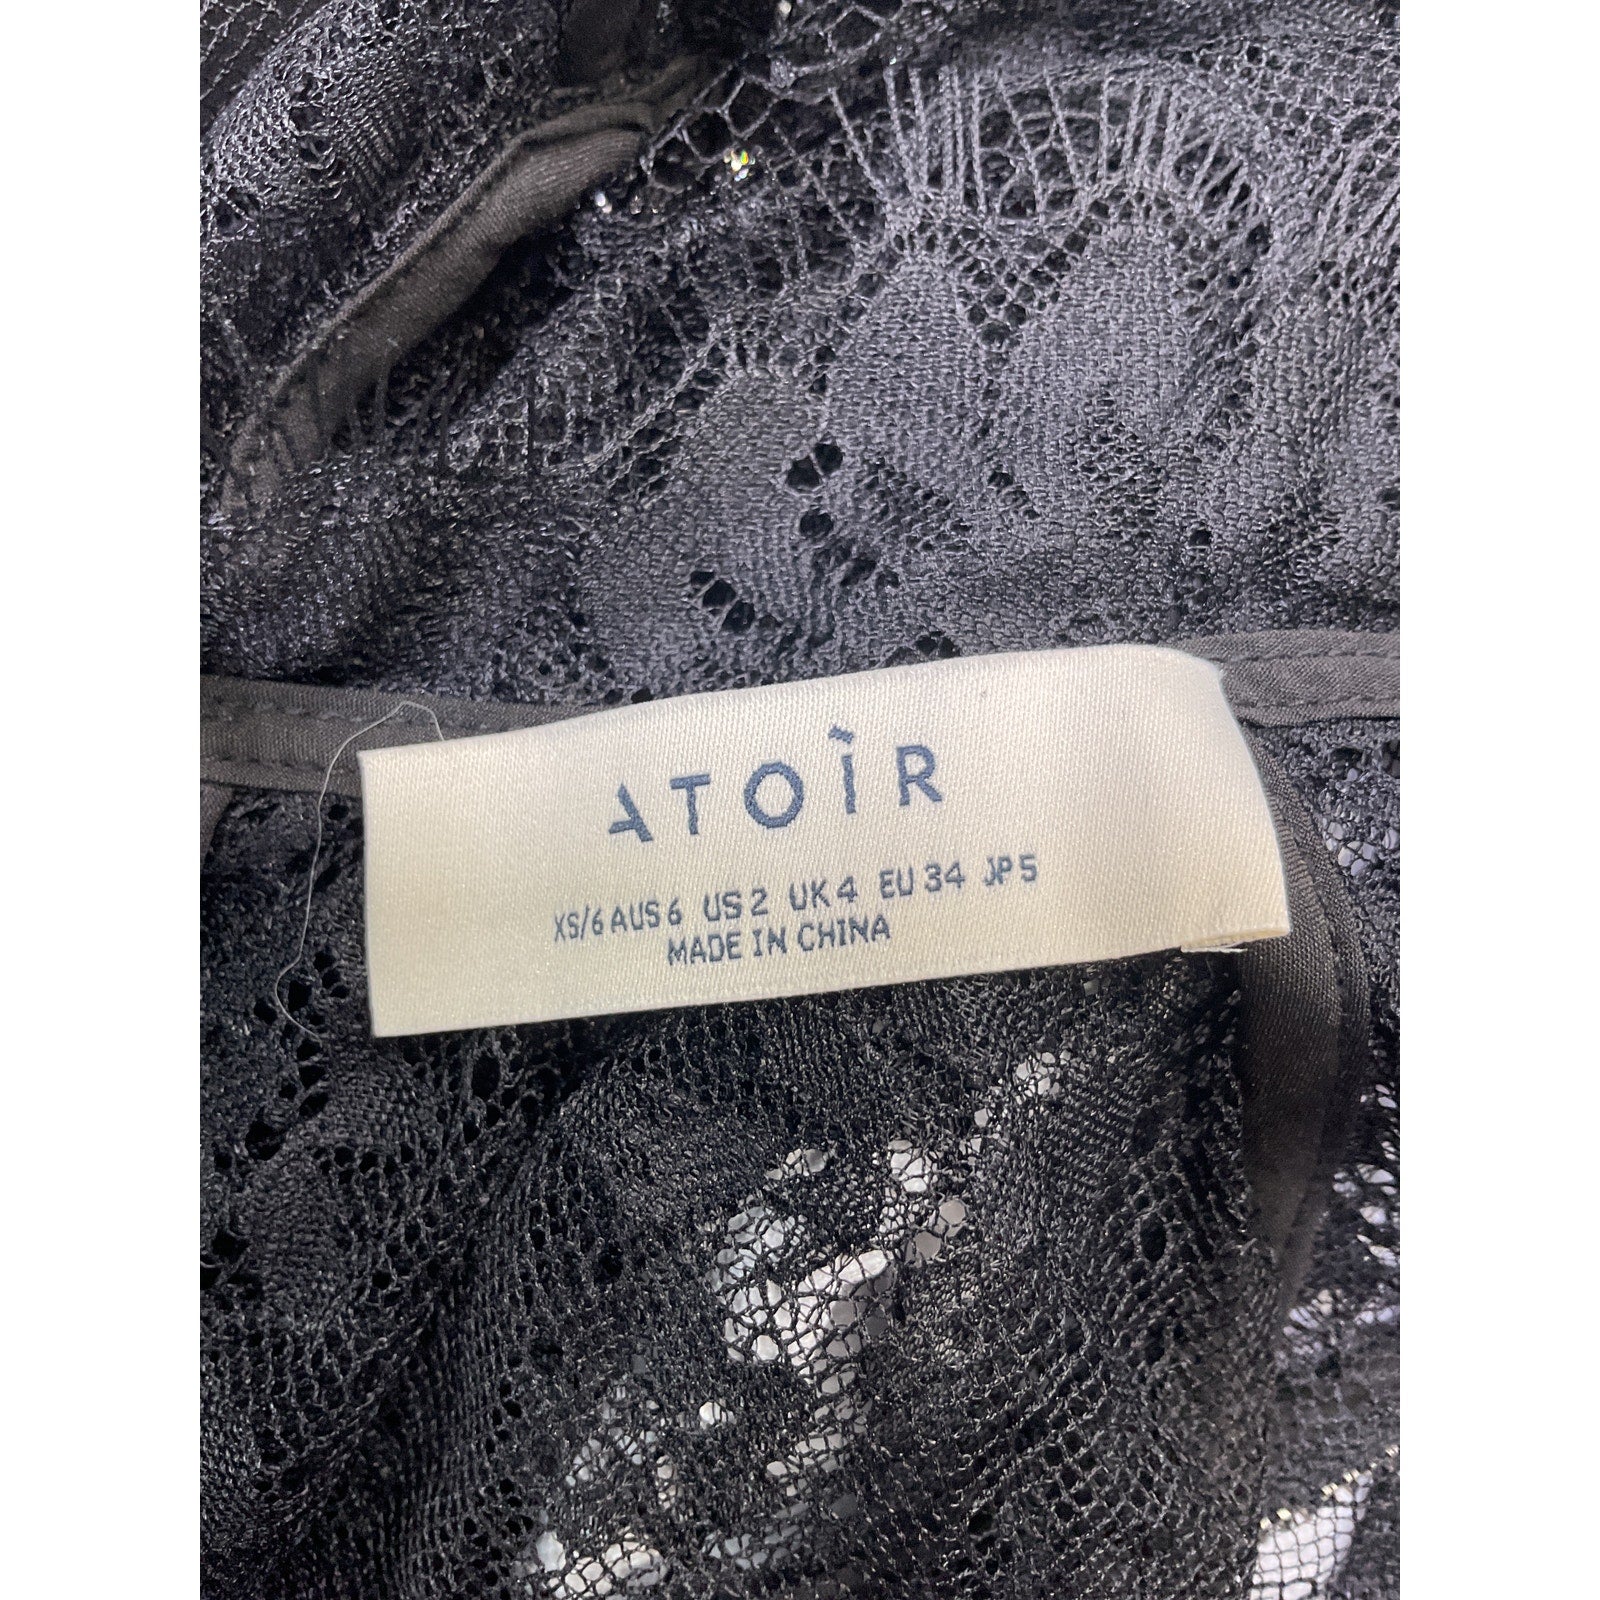 ATOÌR
XS/6 AUS 6 US 2 UK 4 EU 34 JP 5
MADE IN CHINA